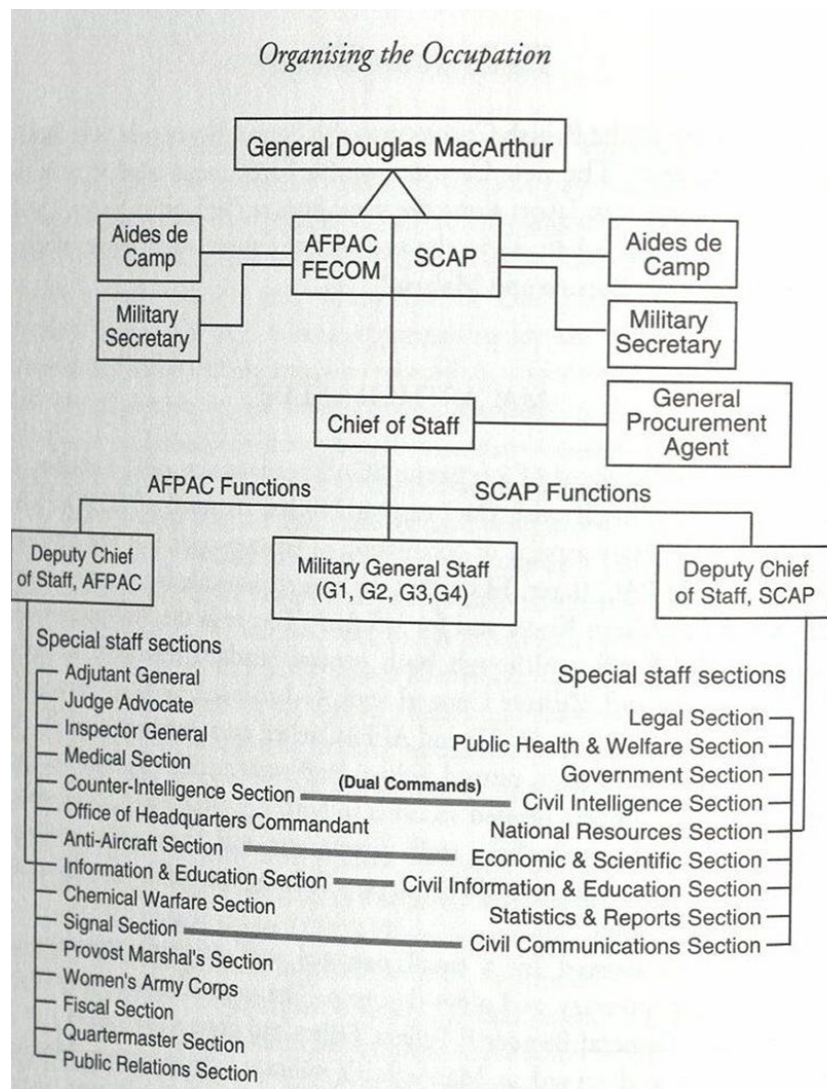 Organising the Occupation
General Douglas MacArthur
Aides de
Camp
AFPAC
FECOM
SCAP
Aides de
Camp
Military
Secretary
Military
Secretary
Chief of Staff
General
Procurement
Agent
AFPAC Functions
SCAP Functions
Deputy Chief
of Staff, AFPAC
Military General Staff
(G1, G2, G3,G4)
Deputy Chief
of Staff, SCAP
Special staff sections
Adjutant General
Judge Advocate
Inspector General
Medical Section
Counter-Intelligence Section
Office of Headquarters Commandant
Anti-Aircraft Section
Information & Education Section
Chemical Warfare Section
Signal Section
Provost Marshal's Section
Women's Army Corps
Fiscal Section
Quartermaster Section
Public Relations Section
(Dual Commands)
Special staff sections
Legal Section
Public Health & Welfare Section
Government Section
Civil Intelligence Section
National Resources Section
Economic & Scientific Section
Civil Information & Education Section
Statistics & Reports Section
Civil Communications Section